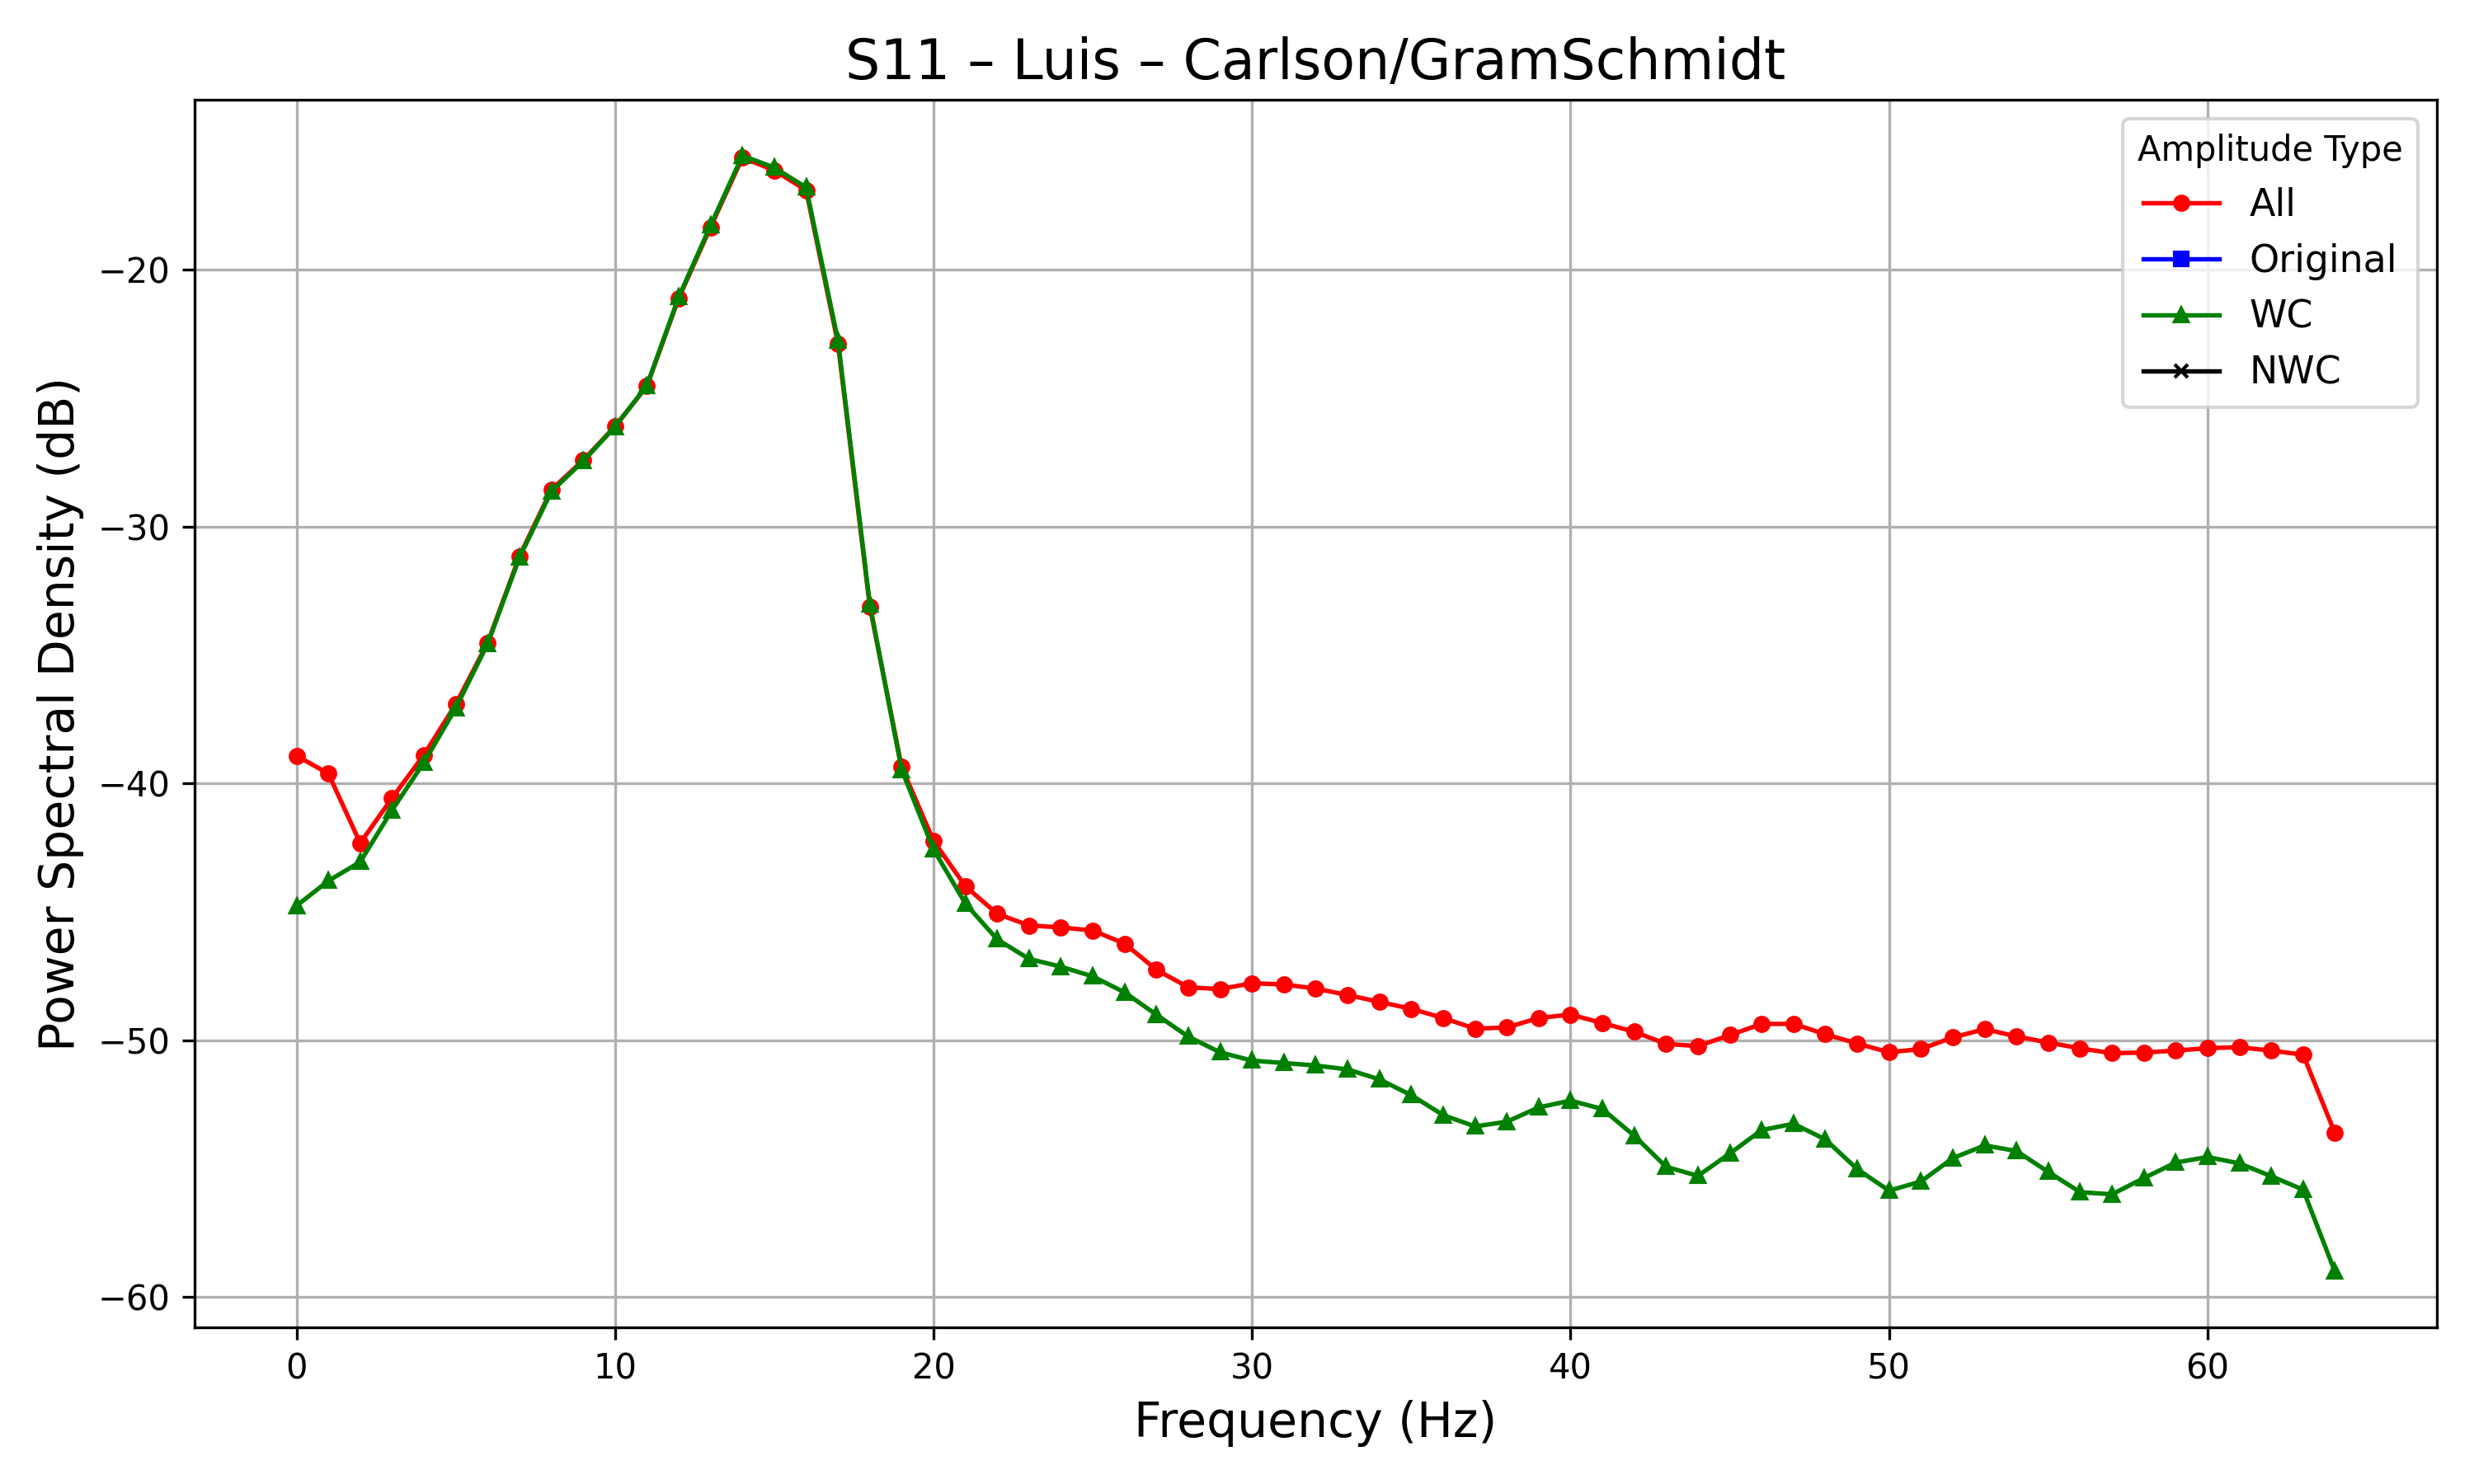 S11 – Luis – Carlson/GramSchmidt
Amplitude Type
All
Original
WC
NWC
Power Spectral Density (dB)
−20
−30
−40
−50
−60
0 10 20 30 40 50 60
Frequency (Hz)